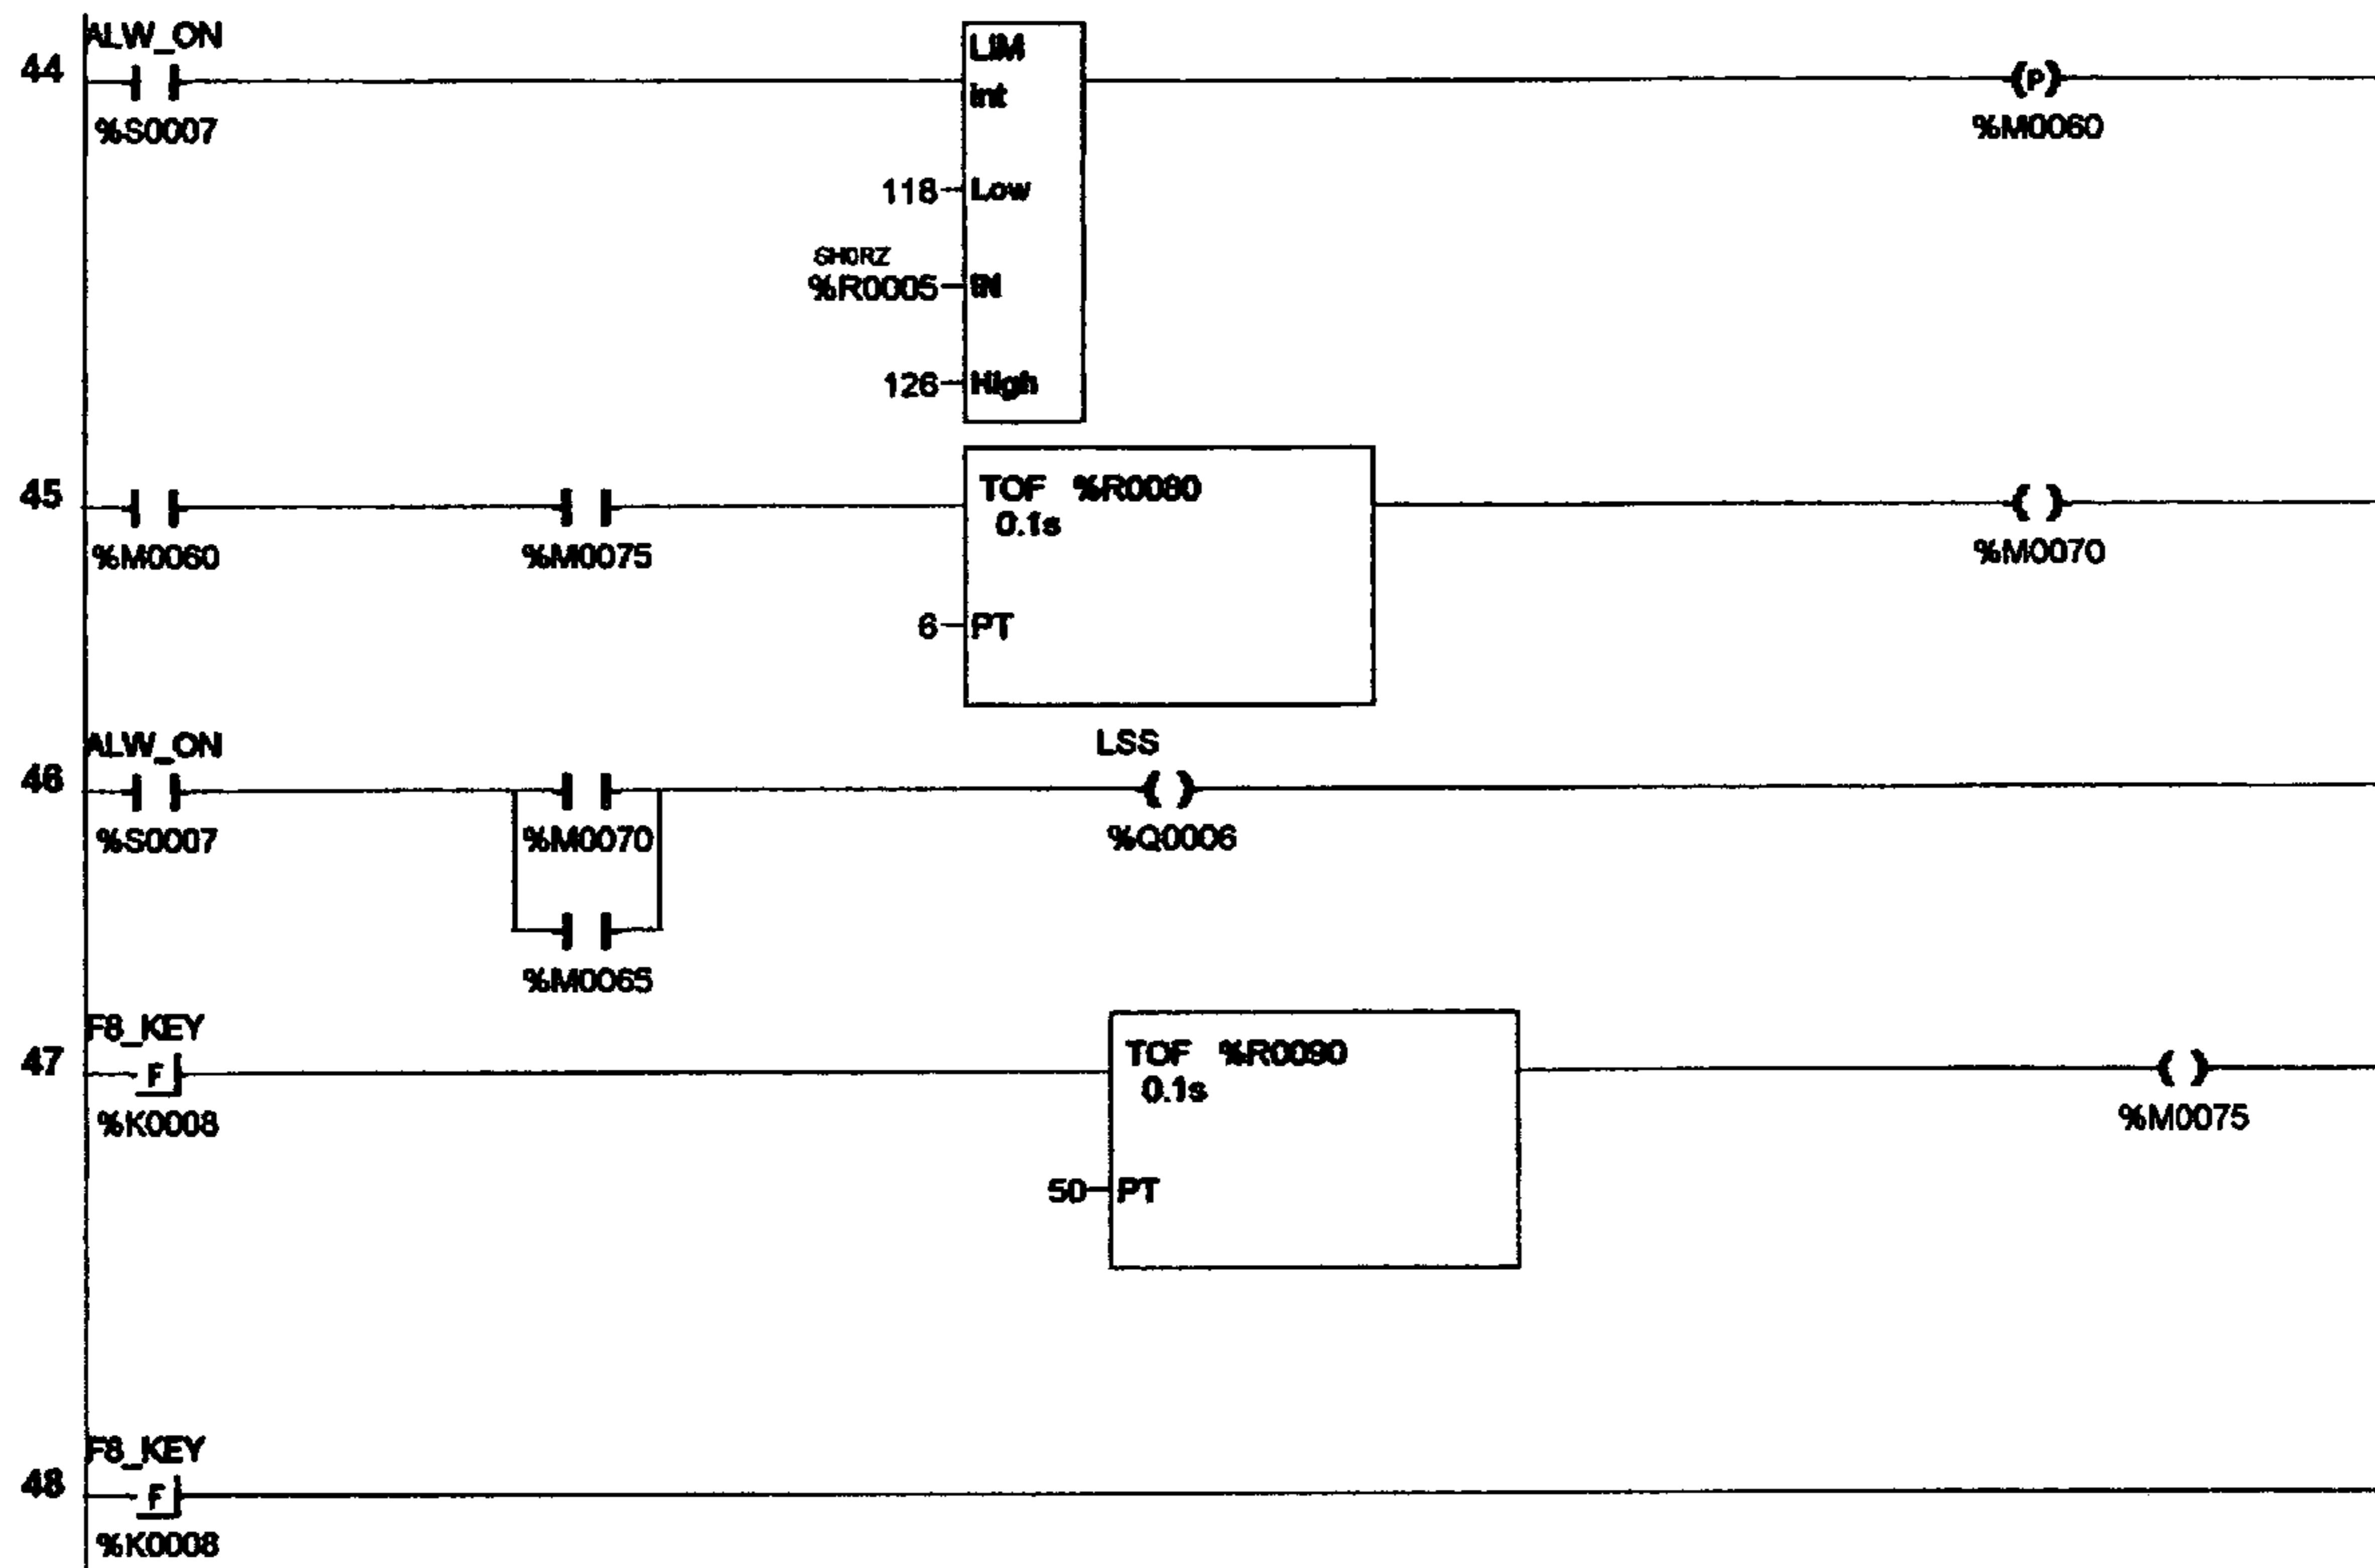 ALW_ON
44
%S0007
LIM
int
118 Low
SH0RZ
%R0005 IN
126 High
(P)
%M0060
45
%M0060
%M0075
TOF %R0080
0.1s
6 PT
( )
%M0070
ALW_ON
46
%S0007
%M0070
%M0065
LSS
( )
%Q0006
F8_KEY
47
F
%K0008
TOF %R0090
0.1s
50 PT
( )
%M0075
F8_KEY
48
F
%K0008